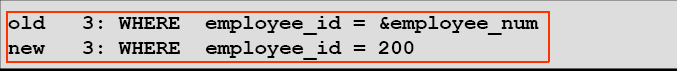 old   3: WHERE  employee_id = &employee_num
new   3: WHERE  employee_id = 200